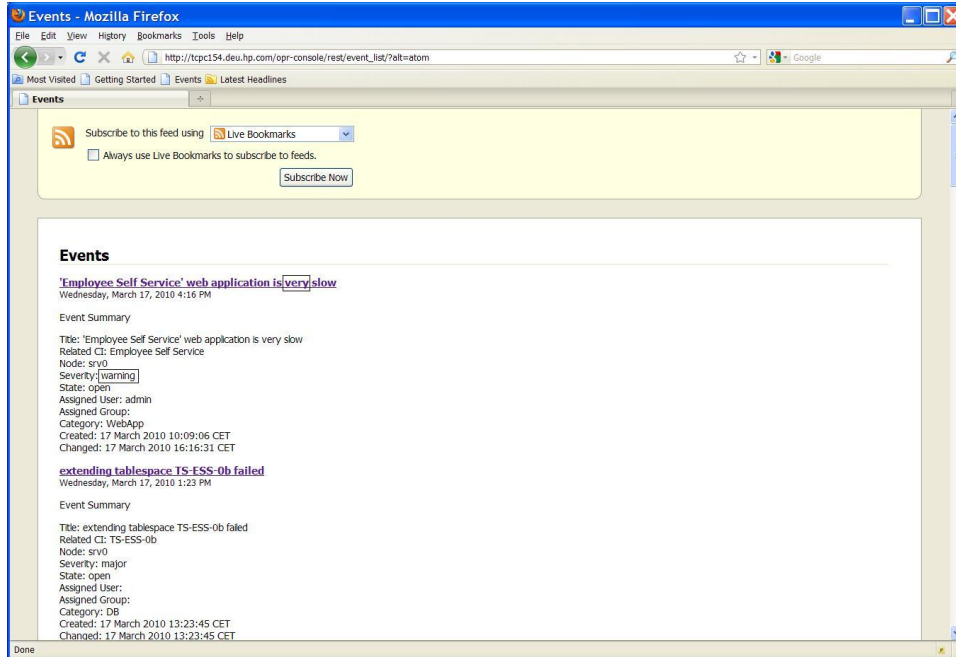 Events - Mozilla Firefox
File Edit View History Bookmarks Tools Help
http://tcpc154.deu.hp.com/opr-console/rest/event_list/?alt=atom
Google
Most Visited Getting Started Events Latest Headlines
Events
Subscribe to this feed using Live Bookmarks
Always use Live Bookmarks to subscribe to feeds.
Subscribe Now
Events
'Employee Self Service' web application is very slow
Wednesday, March 17, 2010 4:16 PM
Event Summary
Title: 'Employee Self Service' web application is very slow
Related CI: Employee Self Service
Node: srv0
Severity: warning
State: open
Assigned User: admin
Assigned Group:
Category: WebApp
Created: 17 March 2010 10:09:06 CET
Changed: 17 March 2010 16:16:31 CET
extending tablespace TS-ESS-0b failed
Wednesday, March 17, 2010 1:23 PM
Event Summary
Title: extending tablespace TS-ESS-0b failed
Related CI: TS-ESS-0b
Node: srv0
Severity: major
State: open
Assigned User:
Assigned Group:
Category: DB
Created: 17 March 2010 13:23:45 CET
Changed: 17 March 2010 13:23:45 CET
Done